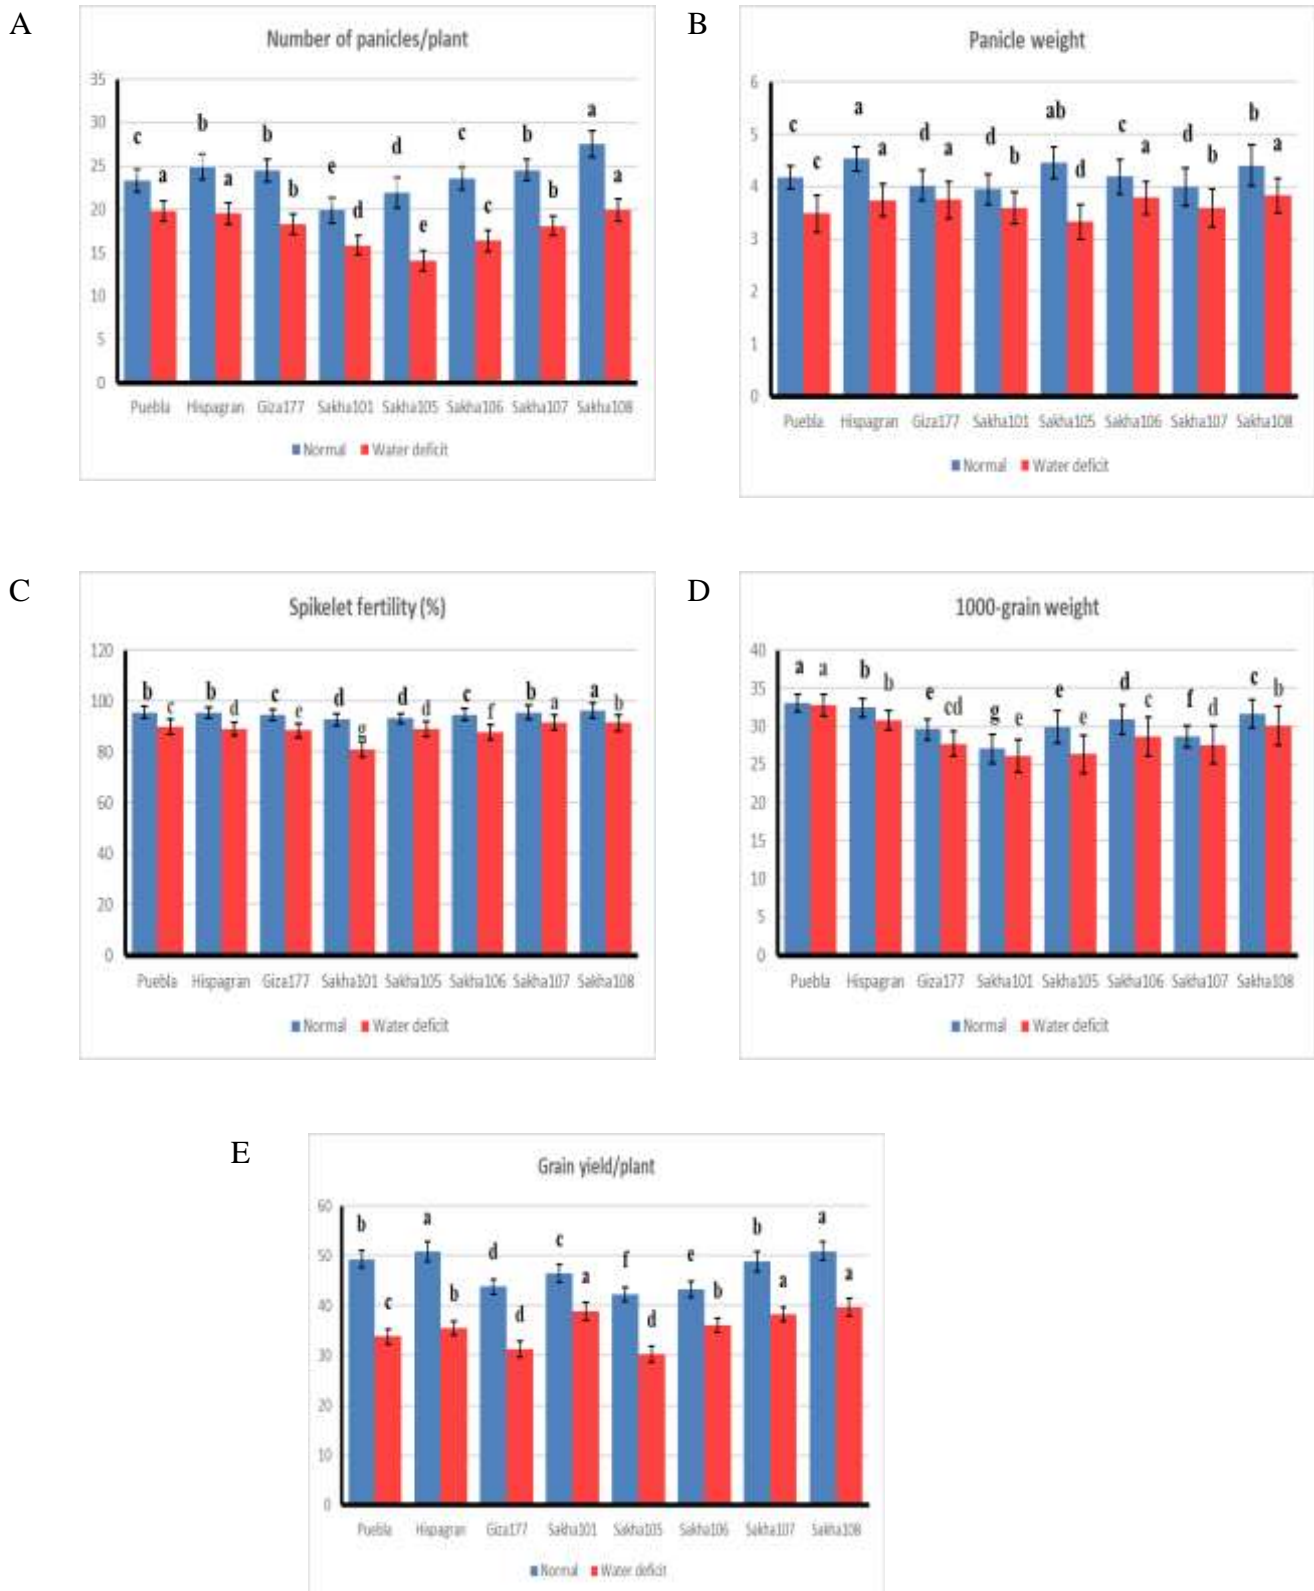 A
Number of panicles/plant
35
30
25
20
15
10
5
0
c a b a b b e d d e c c b b a a
Puebla Hispagran Giza177 Sakha101 Sakha105 Sakha106 Sakha107 Sakha108
Normal Water deficit
B
Panicle weight
6
5
4
3
2
1
0
c c a a d a d b ab d c a d b b a
Puebla Hispagran Giza177 Sakha101 Sakha105 Sakha106 Sakha107 Sakha108
Normal Water deficit
C
Spikelet fertility (%)
120
100
80
60
40
20
0
b c b d c e d g d d c f b a a b
Puebla Hispagran Giza177 Sakha101 Sakha105 Sakha106 Sakha107 Sakha108
Normal Water deficit
D
1000-grain weight
40
35
30
25
20
15
10
5
0
a a b b e cd g e e e d c f d c b
Puebla Hispagran Giza177 Sakha101 Sakha105 Sakha106 Sakha107 Sakha108
Normal Water deficit
E
Grain yield/plant
60
50
40
30
20
10
0
b c a b d d c a f d e b b a a a
Puebla Hispagran Giza177 Sakha101 Sakha105 Sakha106 Sakha107 Sakha108
Normal Water deficit